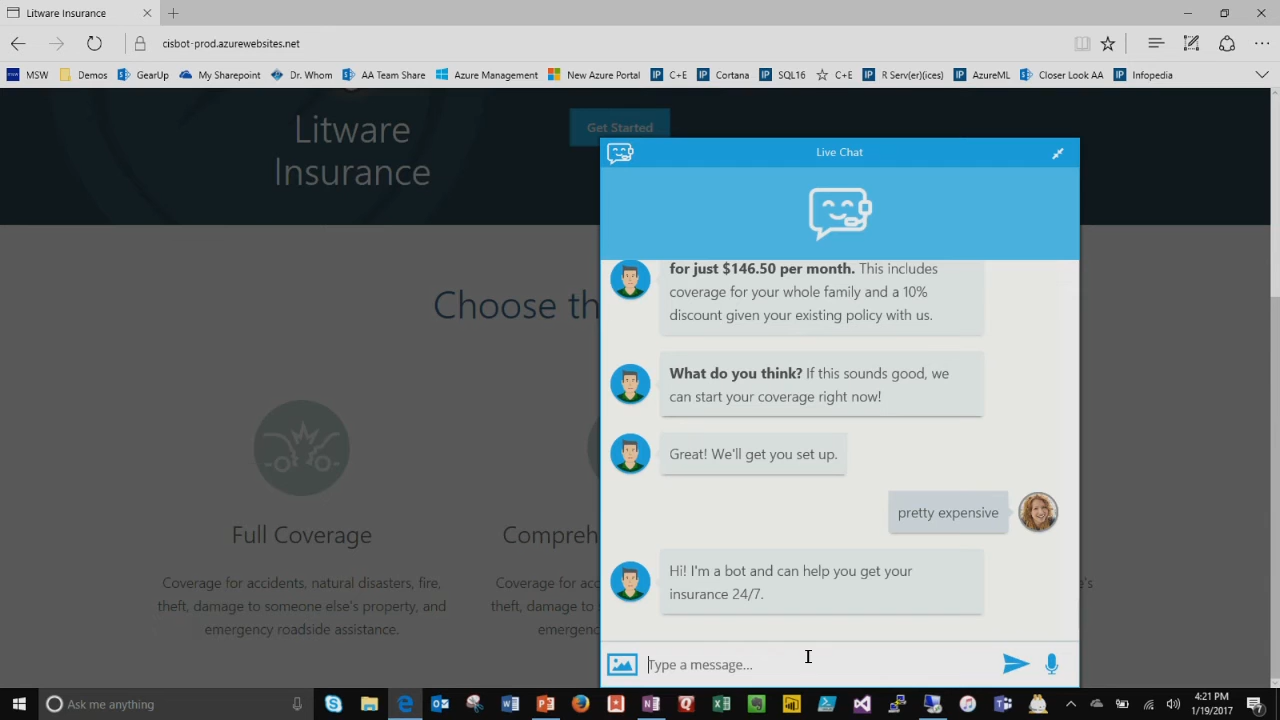 Litware Insurance
cisbot-prod.azurewebsites.net
MSW Demos GearUp My Sharepoint Dr. Whom AA Team Share Azure Management New Azure Portal C+E Cortana SQL16 C+E R Serv(er)(ices) AzureML Closer Look AA Infopedia
Litware
Insurance
Get Started
Live Chat
for just $146.50 per month. This includes
coverage for your whole family and a 10%
discount given your existing policy with us.
What do you think? If this sounds good, we
can start your coverage right now!
Great! We'll get you set up.
pretty expensive
Hi! I'm a bot and can help you get your
insurance 24/7.
Type a message...
Choose th
Full Coverage
Coverage for accidents, natural disasters, fire,
theft, damage to someone else's property, and
emergency roadside assistance.
Compreh
Coverage for acc
theft, damage to s
emergen
Ask me anything
4:21 PM
1/19/2017